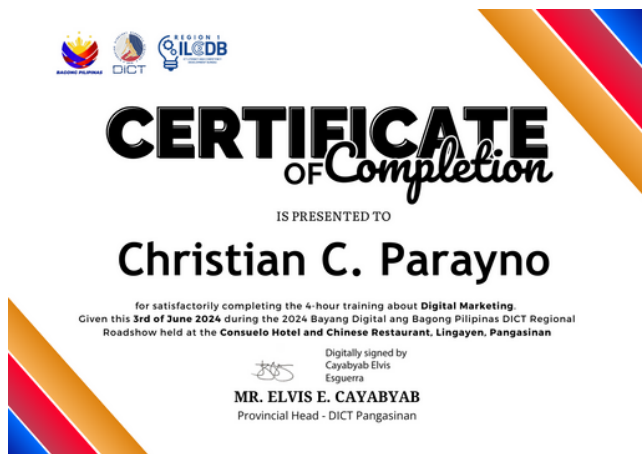 BAGONG PILIPINAS
DICT
REGION 1
ILCDB
CERTIFICATE
OF Completion
IS PRESENTED TO
Christian C. Parayno
for satisfactorily completing the 4-hour training about Digital Marketing.
Given this 3rd of June 2024 during the 2024 Bayang Digital ang Bagong Pilipinas DICT Regional
Roadshow held at the Consuelo Hotel and Chinese Restaurant, Lingayen, Pangasinan
Digitally signed by
Cayabyab Elvis
Esguerra
MR. ELVIS E. CAYABYAB
Provincial Head - DICT Pangasinan